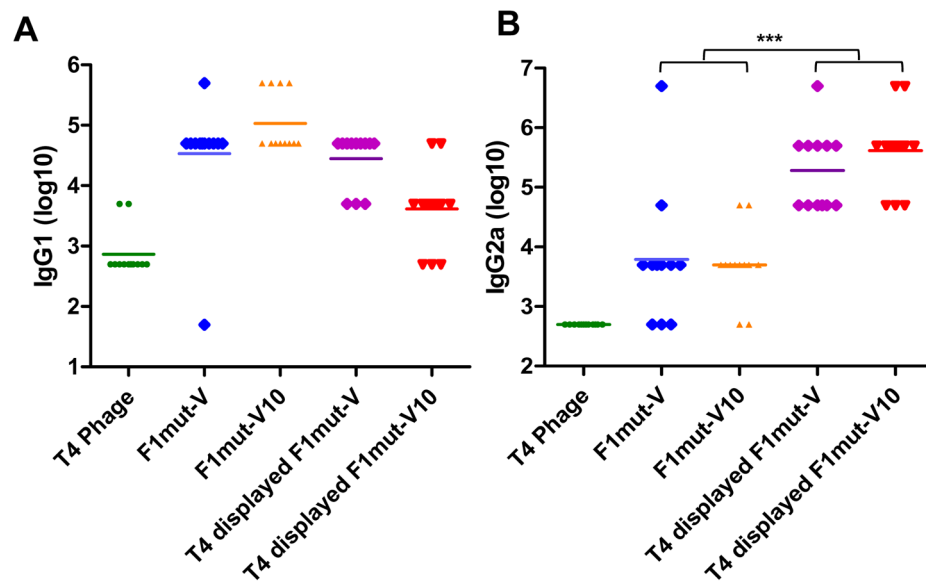 A
IgG1 (log10)
6
5
4
3
2
1
T4 Phage
F1mut-V
F1mut-V10
T4 displayed F1mut-V
T4 displayed F1mut-V10
B
***
IgG2a (log10)
7
6
5
4
3
2
T4 Phage
F1mut-V
F1mut-V10
T4 displayed F1mut-V
T4 displayed F1mut-V10